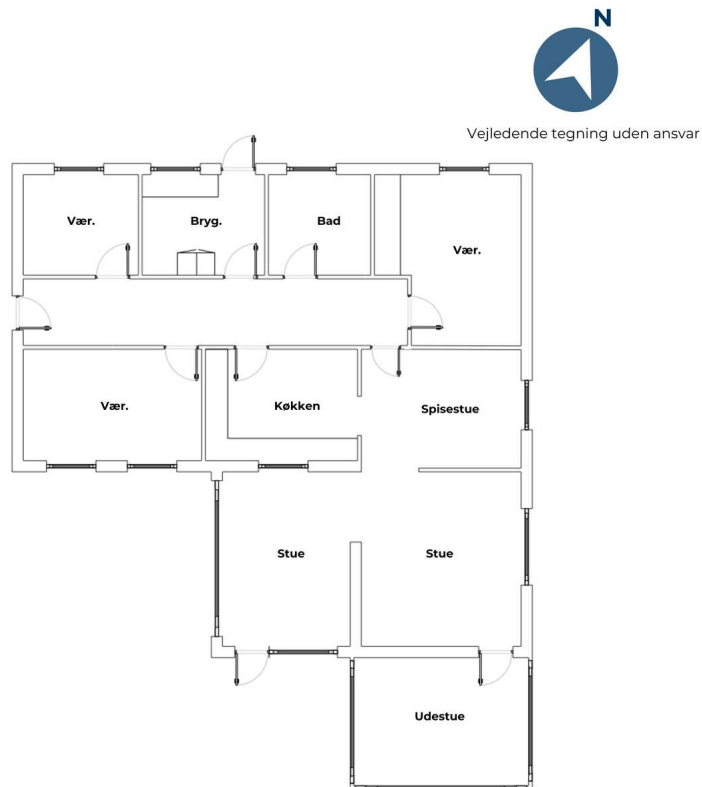 N
Vejledende tegning uden ansvar
Vær.
Bryg.
Bad
Vær.
Vær.
Køkken
Spisestue
Stue
Stue
Udestue